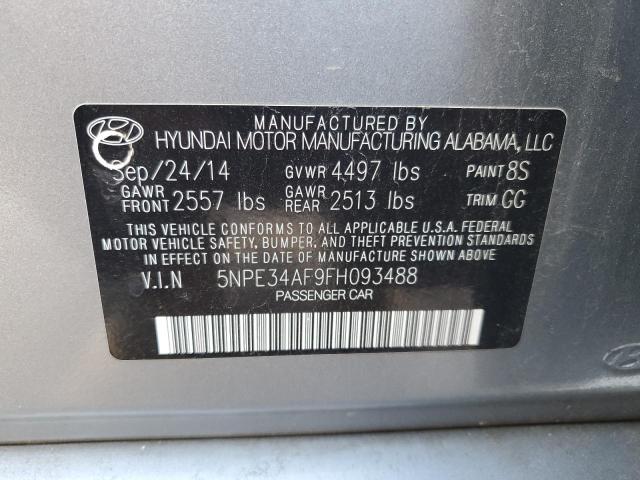 MANUFACTURED BY
HYUNDAI MOTOR MANUFACTURING ALABAMA, LLC
Sep/24/14 GVWR 4497 lbs PAINT 8S
GAWR FRONT 2557 lbs GAWR REAR 2513 lbs TRIM GG
THIS VEHICLE CONFORMS TO ALL APPLICABLE U.S.A. FEDERAL
MOTOR VEHICLE SAFETY, BUMPER, AND THEFT PREVENTION
STANDARDS IN EFFECT ON THE DATE OF MANUFACTURE SHOWN ABOVE.
V.I.N 5NPE34AF9FH093488
PASSENGER CAR